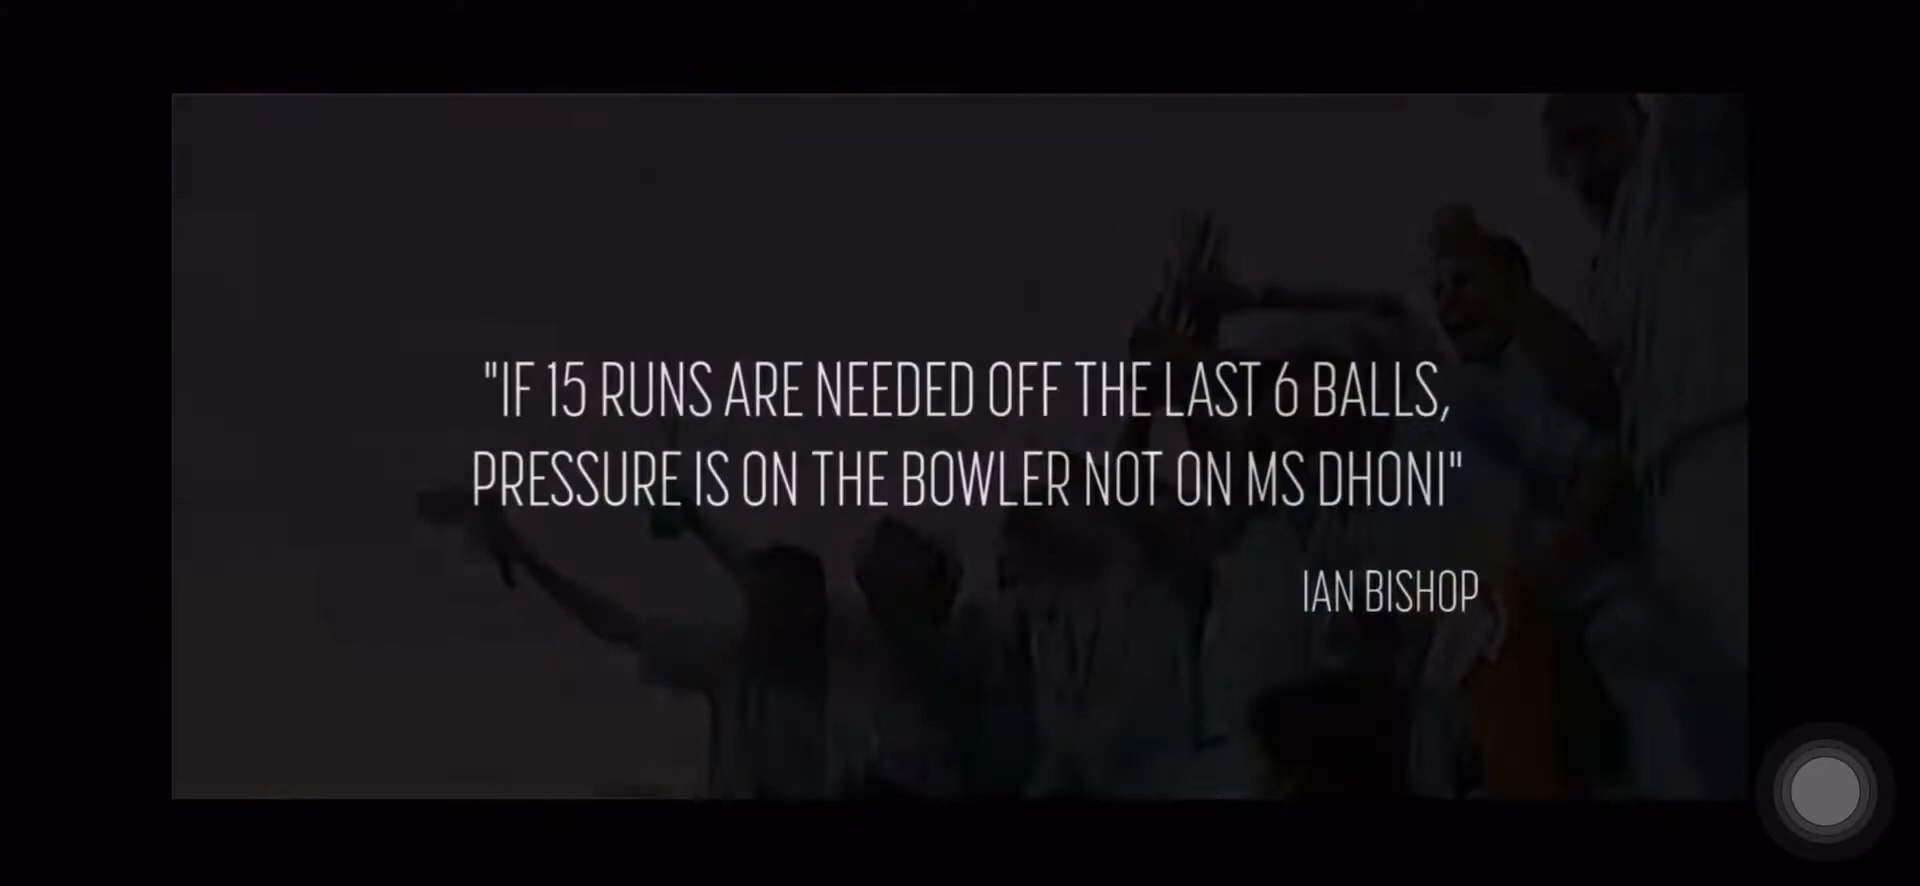 "IF 15 RUNS ARE NEEDED OFF THE LAST 6 BALLS,
PRESSURE IS ON THE BOWLER NOT ON MS DHONI"
IAN BISHOP